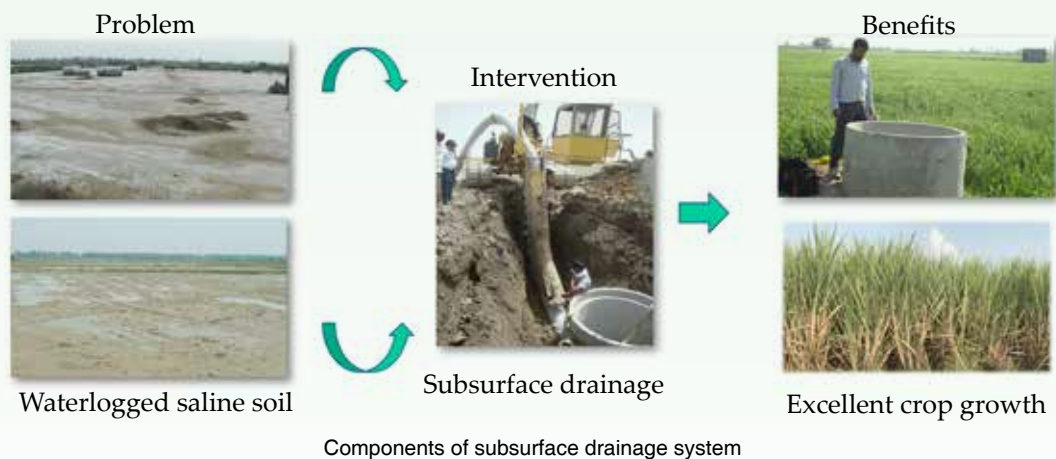 Problem
Intervention
Benefits
Waterlogged saline soil
Subsurface drainage
Excellent crop growth
Components of subsurface drainage system